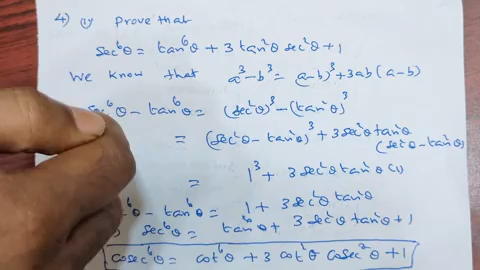 4) (i) prove that
sec⁶θ = tan⁶θ + 3 tan²θ sec²θ + 1
We know that a³-b³ = (a-b)³ + 3ab(a-b)
sec⁶θ - tan⁶θ = (sec²θ)³ - (tan²θ)³
= (sec²θ - tan²θ)³ + 3sec²θ tan²θ
(sec²θ - tan²θ)
= 1³ + 3 sec²θ tan²θ (1)
⁶θ - tan⁶θ = 1 + 3 sec²θ tan²θ
sec⁶θ = tan⁶θ + 3 sec²θ tan²θ + 1
cosec⁶θ = cot⁶θ + 3 cot²θ cosec²θ + 1